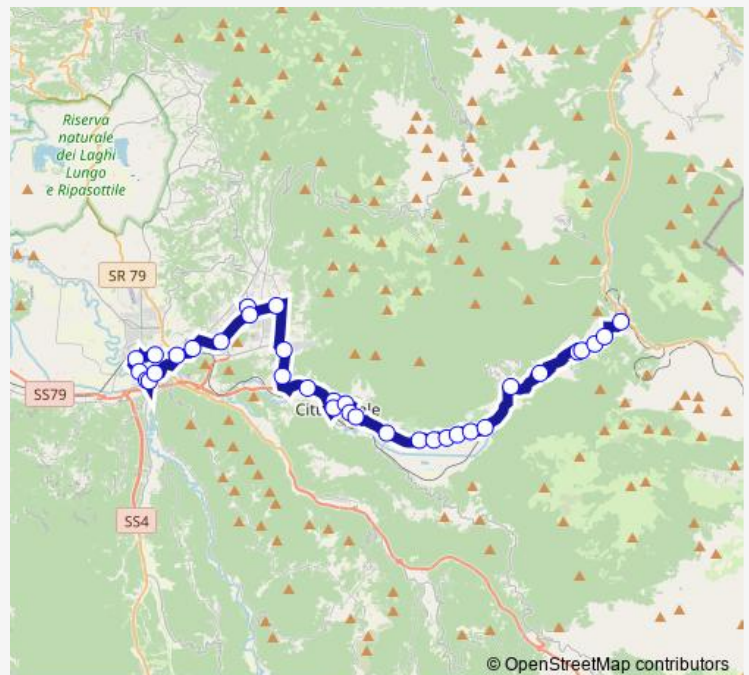 Riserva
naturale
dei Laghi
Lungo
e Ripasottile
SR 79
SS79
SS4
© OpenStreetMap contributors